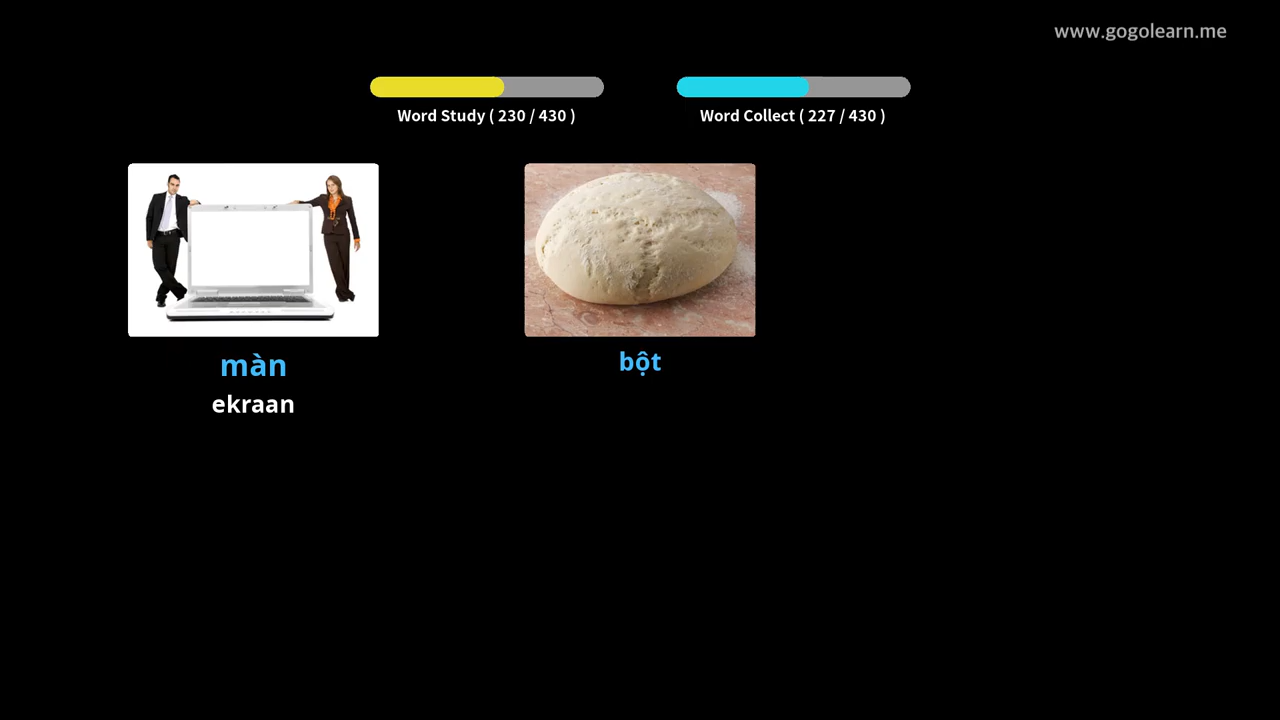 www.gogolearn.me
Word Study ( 230 / 430 )
Word Collect ( 227 / 430 )
màn
ekraan
bột